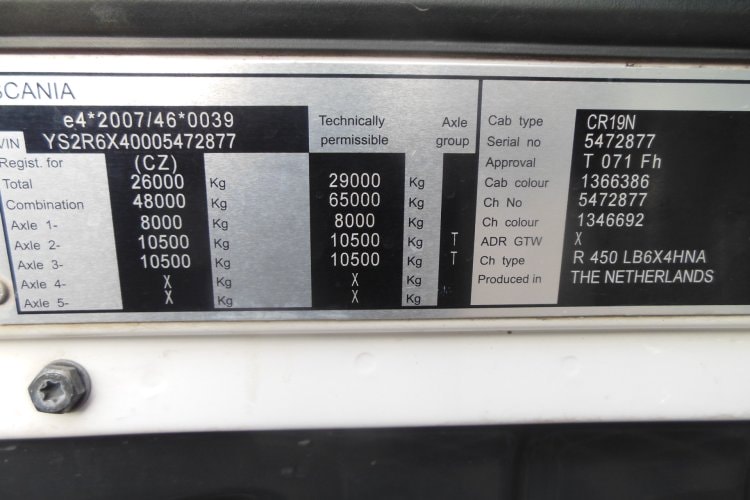 SCANIA
e4*2007/46*0039
VIN YS2R6X40005472877
Technically permissible Axle group
Regist. for (CZ)
Total 26000 Kg 29000 Kg
Combination 48000 Kg 65000 Kg
Axle 1- 8000 Kg 8000 Kg
Axle 2- 10500 Kg 10500 Kg T
Axle 3- 10500 Kg 10500 Kg T
Axle 4- X Kg X Kg
Axle 5- X Kg X Kg
Cab type CR19N
Serial no 5472877
Approval T 071 Fh
Cab colour 1366386
Ch No 5472877
Ch colour 1346692
ADR GTW X
Ch type R 450 LB6X4HNA
Produced in THE NETHERLANDS